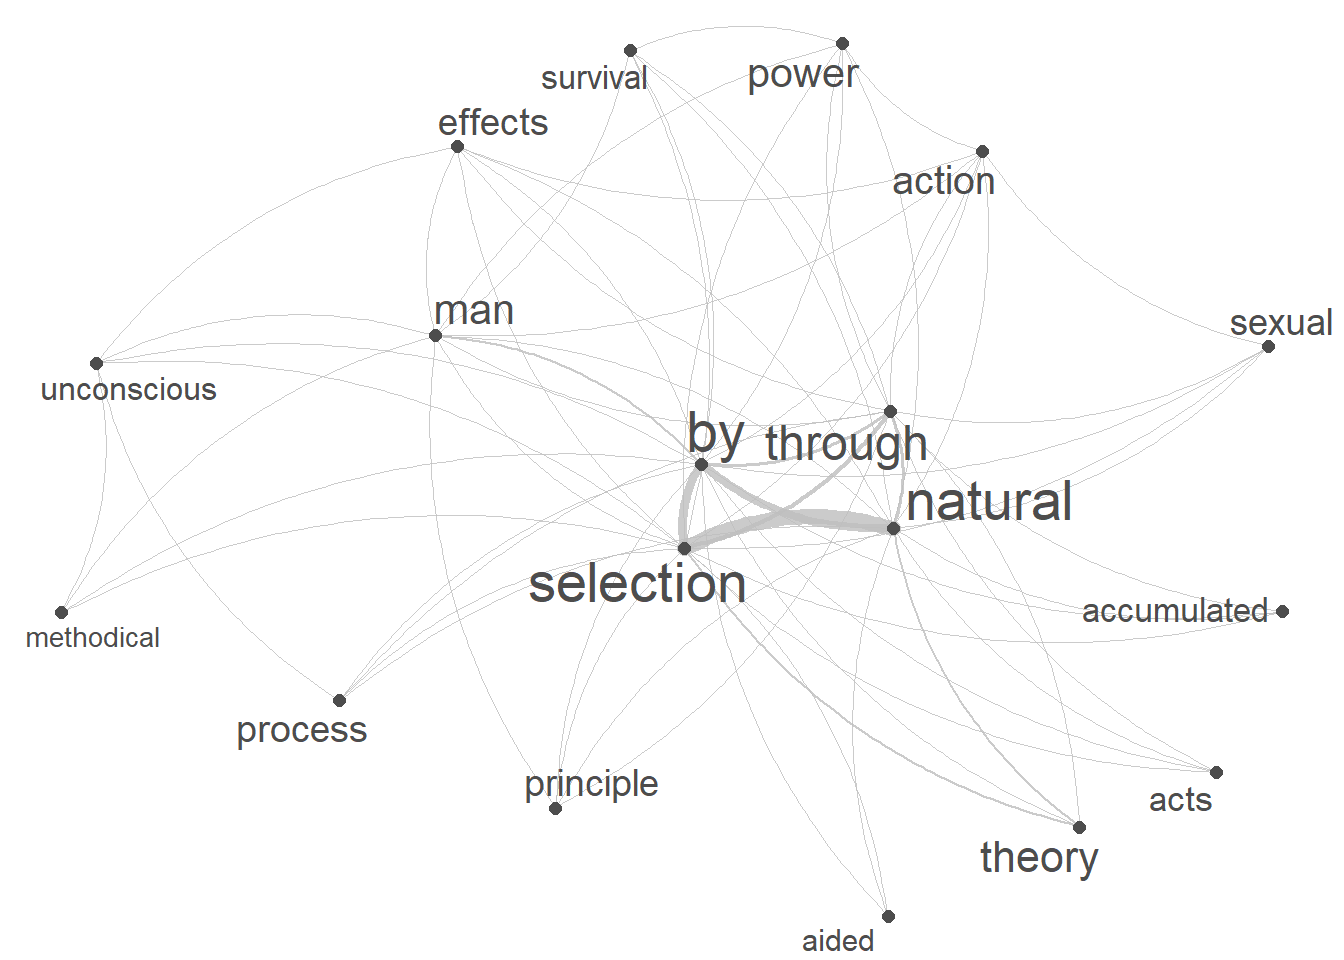 survival
power
effects
action
man
sexual
unconscious
by
through
natural
selection
accumulated
methodical
process
principle
acts
theory
aided